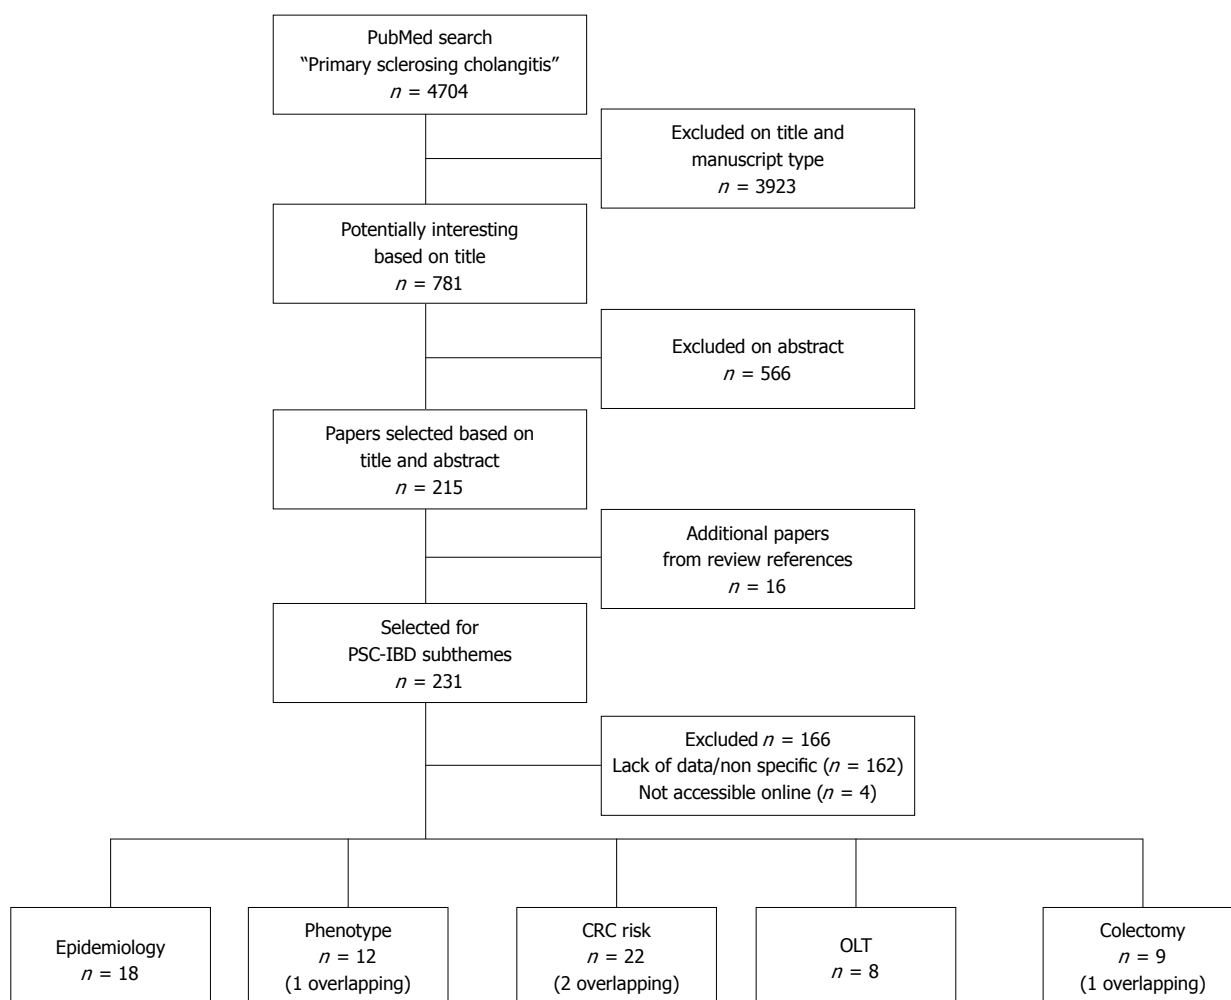 PubMed search
“Primary sclerosing cholangitis”
n = 4704
Excluded on title and
manuscript type
n = 3923
Potentially interesting
based on title
n = 781
Excluded on abstract
n = 566
Papers selected based on
title and abstract
n = 215
Additional papers
from review references
n = 16
Selected for
PSC-IBD subthemes
n = 231
Excluded n = 166
Lack of data/non specific (n = 162)
Not accessible online (n = 4)
Epidemiology
n = 18
Phenotype
n = 12
(1 overlapping)
CRC risk
n = 22
(2 overlapping)
OLT
n = 8
Colectomy
n = 9
(1 overlapping)